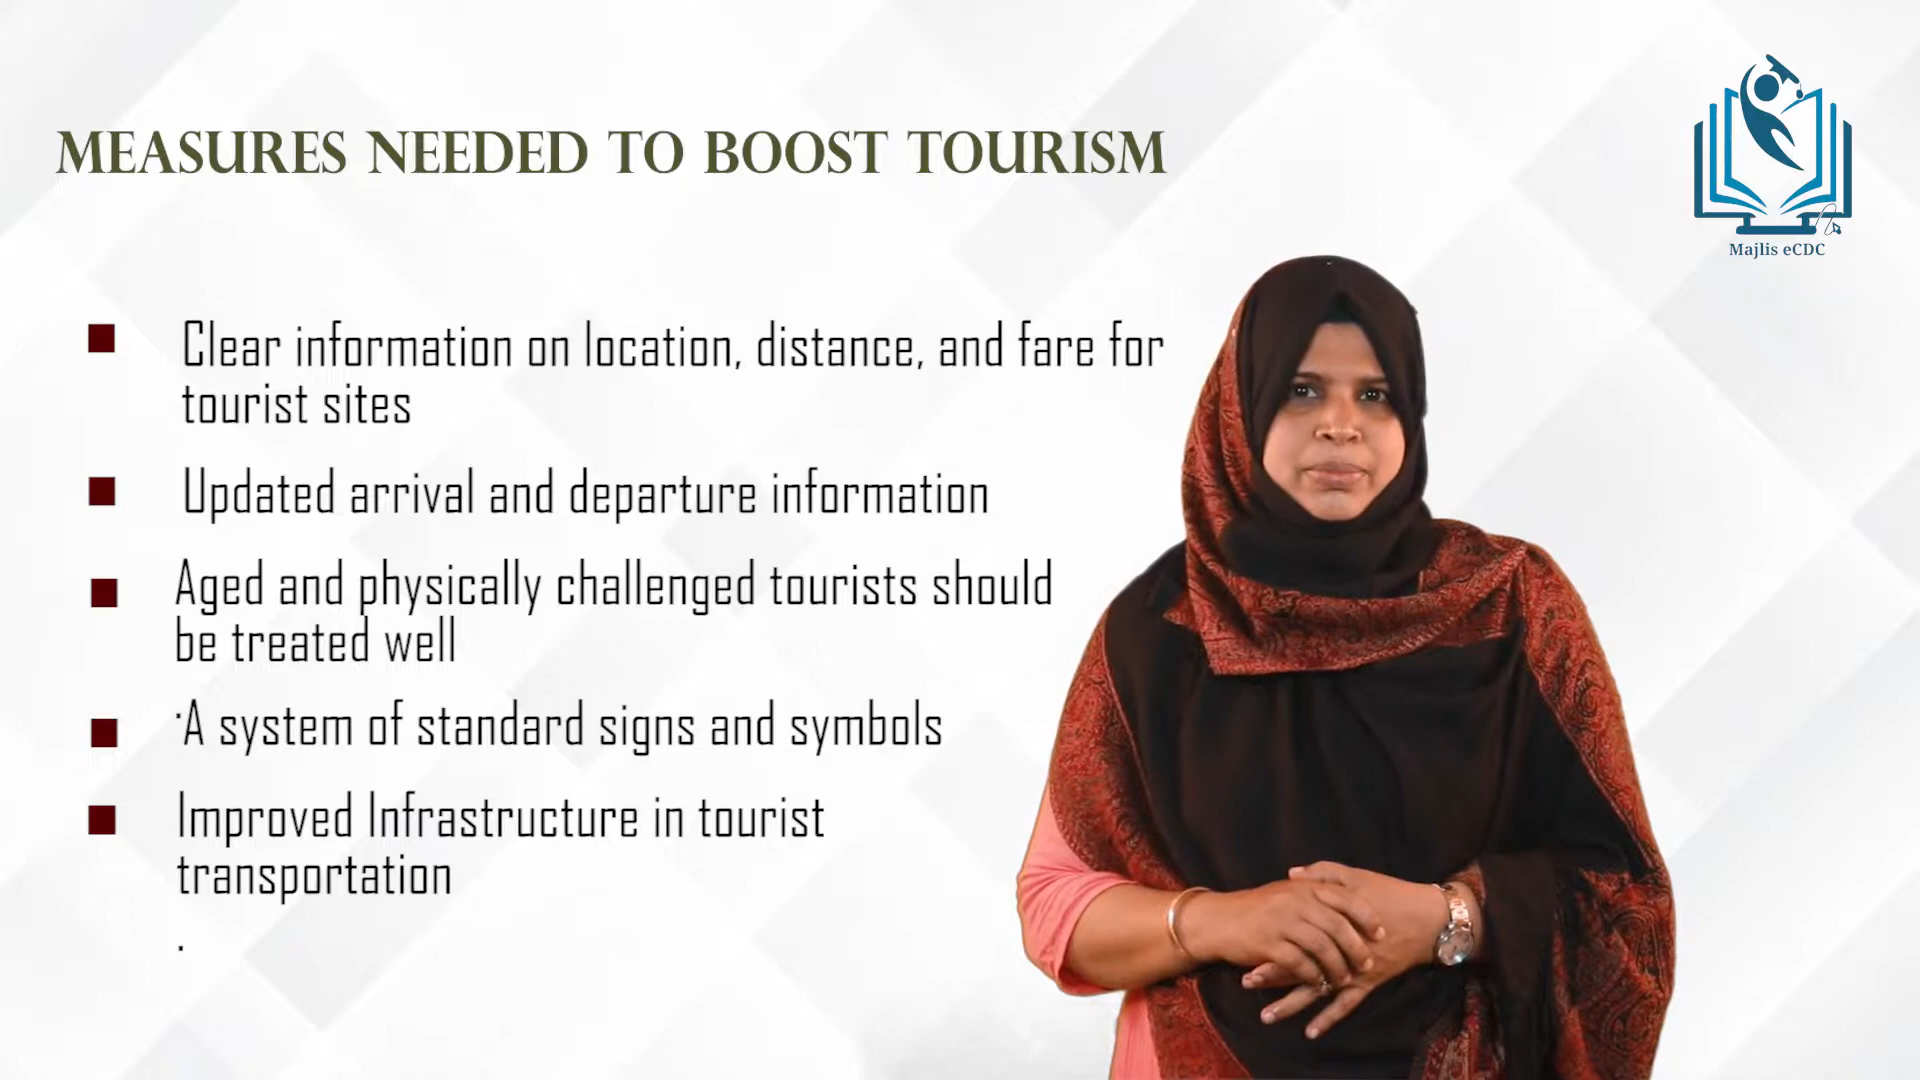 MEASURES NEEDED TO BOOST TOURISM
Majlis eCDC
Clear information on location, distance, and fare for
tourist sites
Updated arrival and departure information
Aged and physically challenged tourists should
be treated well
·A system of standard signs and symbols
Improved Infrastructure in tourist
transportation
.